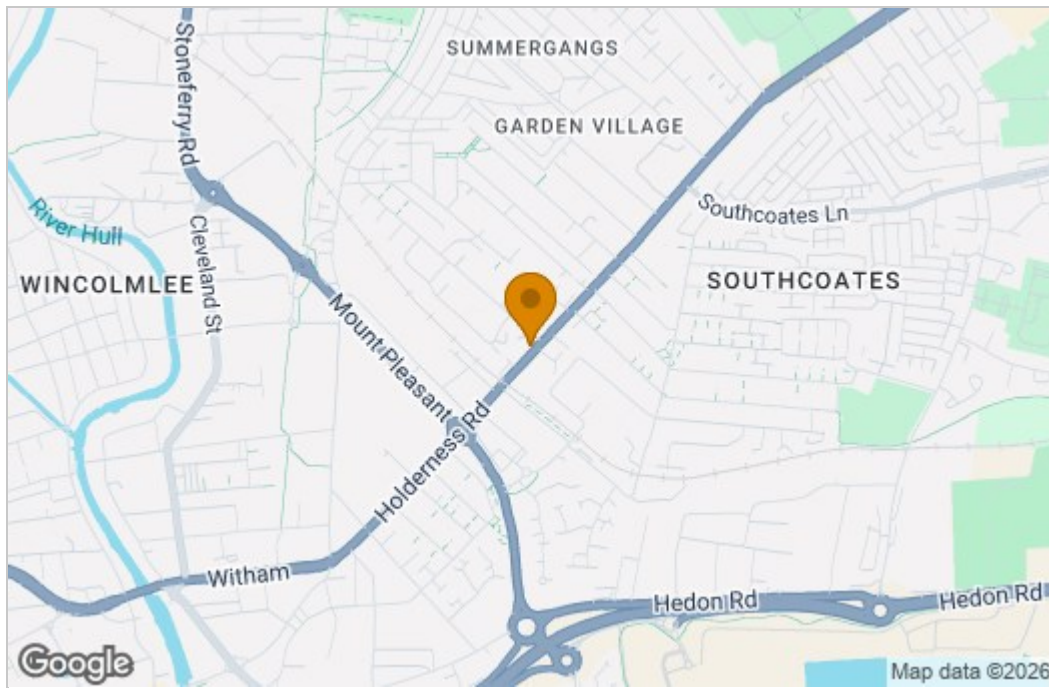 Stoneferry Rd
SUMMERGANGS
GARDEN VILLAGE
Southcoates Ln
River Hull
Cleveland St
WINCOLMLEE
SOUTHCOATES
Mount Pleasant
Holderness Rd
Witham
Hedon Rd
Hedon Rd
Google
Map data ©2026